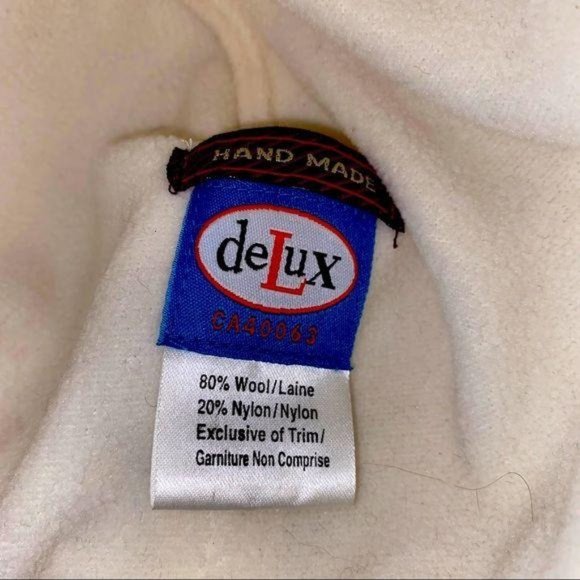 HAND MADE
deLux
CA40063
80% Wool/Laine
20% Nylon/Nylon
Exclusive of Trim/
Garniture Non Comprise